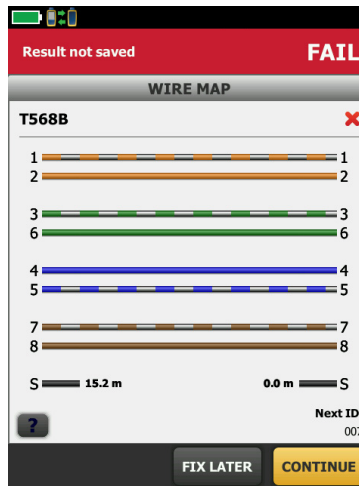 Result not saved FAIL
WIRE MAP
T568B
1 1
2 2
3 3
6 6
4 4
5 5
7 7
8 8
S 15.2 m 0.0 m S
Next ID
007
?
FIX LATER CONTINUE